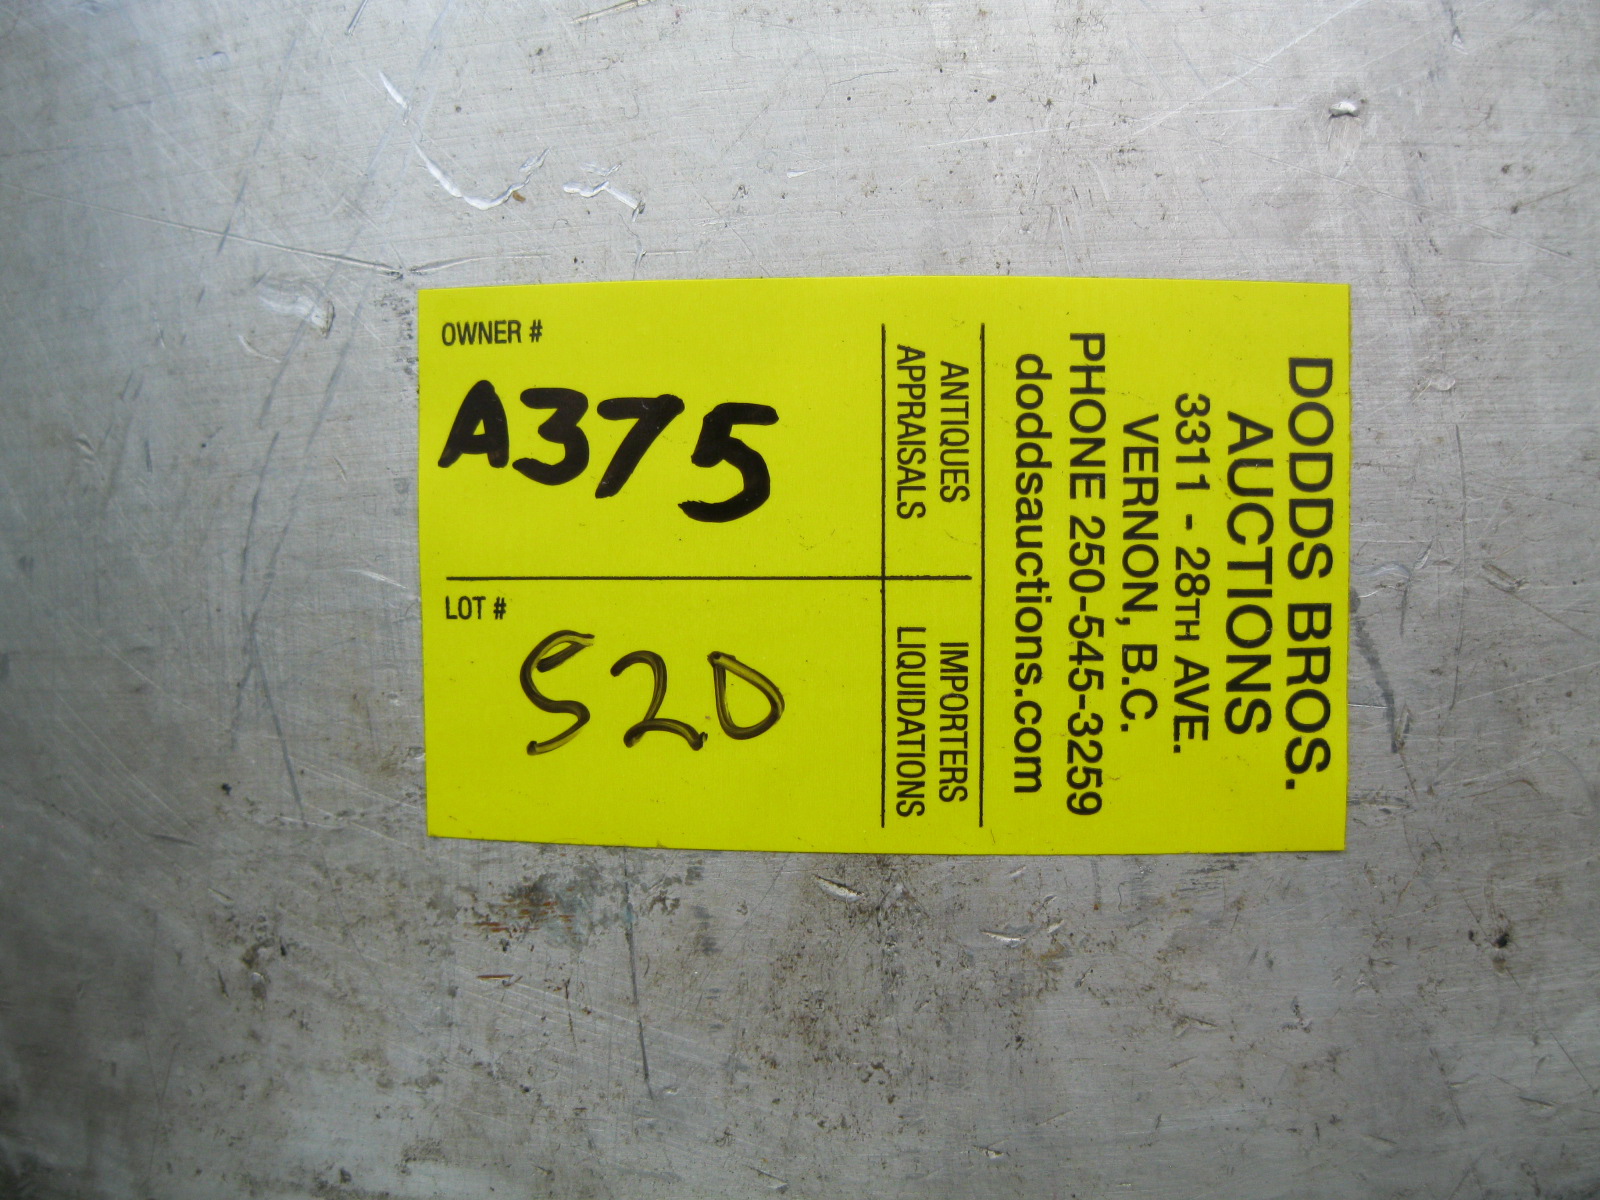 DODDS BROS.
AUCTIONS
3311 - 28TH AVE.
VERNON, B.C.
PHONE 250-545-3259
doddsauctions.com
ANTIQUES IMPORTERS
APPRAISALS LIQUIDATIONS
OWNER #
A375
LOT #
520